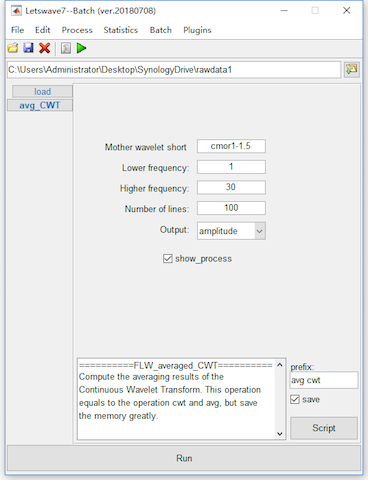 Letswave7--Batch (ver.20180708)
File Edit Process Statistics Batch Plugins
C:\Users\Administrator\Desktop\SynologyDrive\rawdata1
load
avg_CWT
Mother wavelet short cmor1-1.5
Lower frequency: 1
Higher frequency: 30
Number of lines: 100
Output: amplitude
show_process
==========FLW_averaged_CWT==========
Compute the averaging results of the
Continuous Wavelet Transform. This operation
equals to the operation cwt and avg, but save
the memory greatly.
prefix:
avg cwt
save
Script
Run